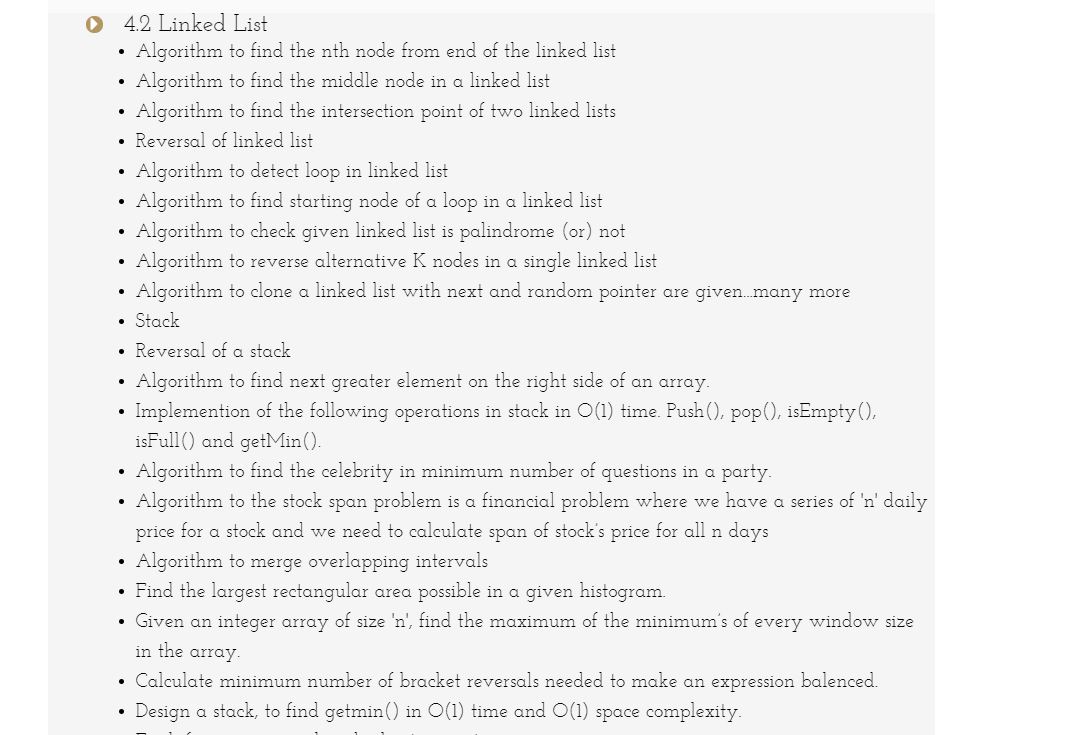 4.2 Linked List
• Algorithm to find the nth node from end of the linked list
• Algorithm to find the middle node in a linked list
• Algorithm to find the intersection point of two linked lists
• Reversal of linked list
• Algorithm to detect loop in linked list
• Algorithm to find starting node of a loop in a linked list
• Algorithm to check given linked list is palindrome (or) not
• Algorithm to reverse alternative K nodes in a single linked list
• Algorithm to clone a linked list with next and random pointer are given...many more
• Stack
• Reversal of a stack
• Algorithm to find next greater element on the right side of an array.
• Implemention of the following operations in stack in O(1) time. Push(), pop(), isEmpty(),
isFull() and getMin().
• Algorithm to find the celebrity in minimum number of questions in a party.
• Algorithm to the stock span problem is a financial problem where we have a series of 'n' daily
price for a stock and we need to calculate span of stock's price for all n days
• Algorithm to merge overlapping intervals
• Find the largest rectangular area possible in a given histogram.
• Given an integer array of size 'n', find the maximum of the minimum's of every window size
in the array.
• Calculate minimum number of bracket reversals needed to make an expression balenced.
• Design a stack, to find getmin() in O(1) time and O(1) space complexity.